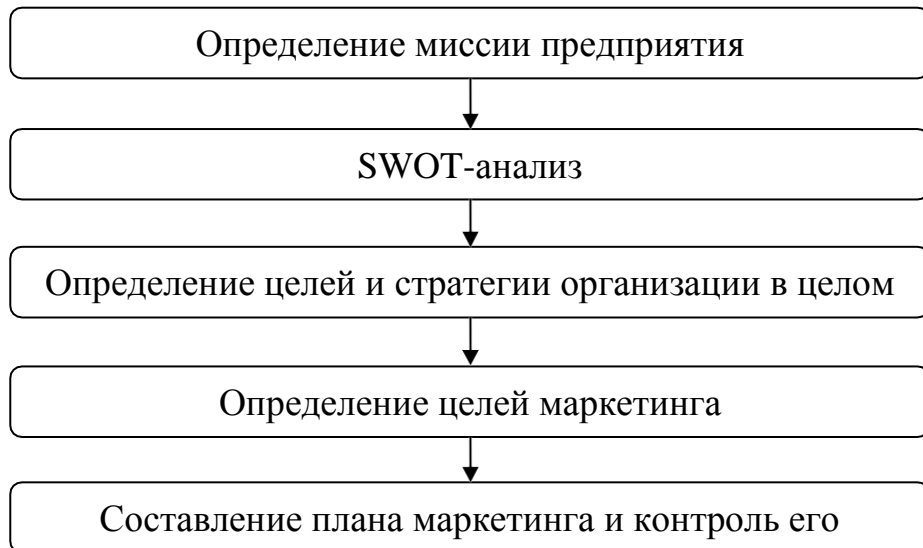 Определение миссии предприятия
SWOT-анализ
Определение целей и стратегии организации в целом
Определение целей маркетинга
Составление плана маркетинга и контроль его